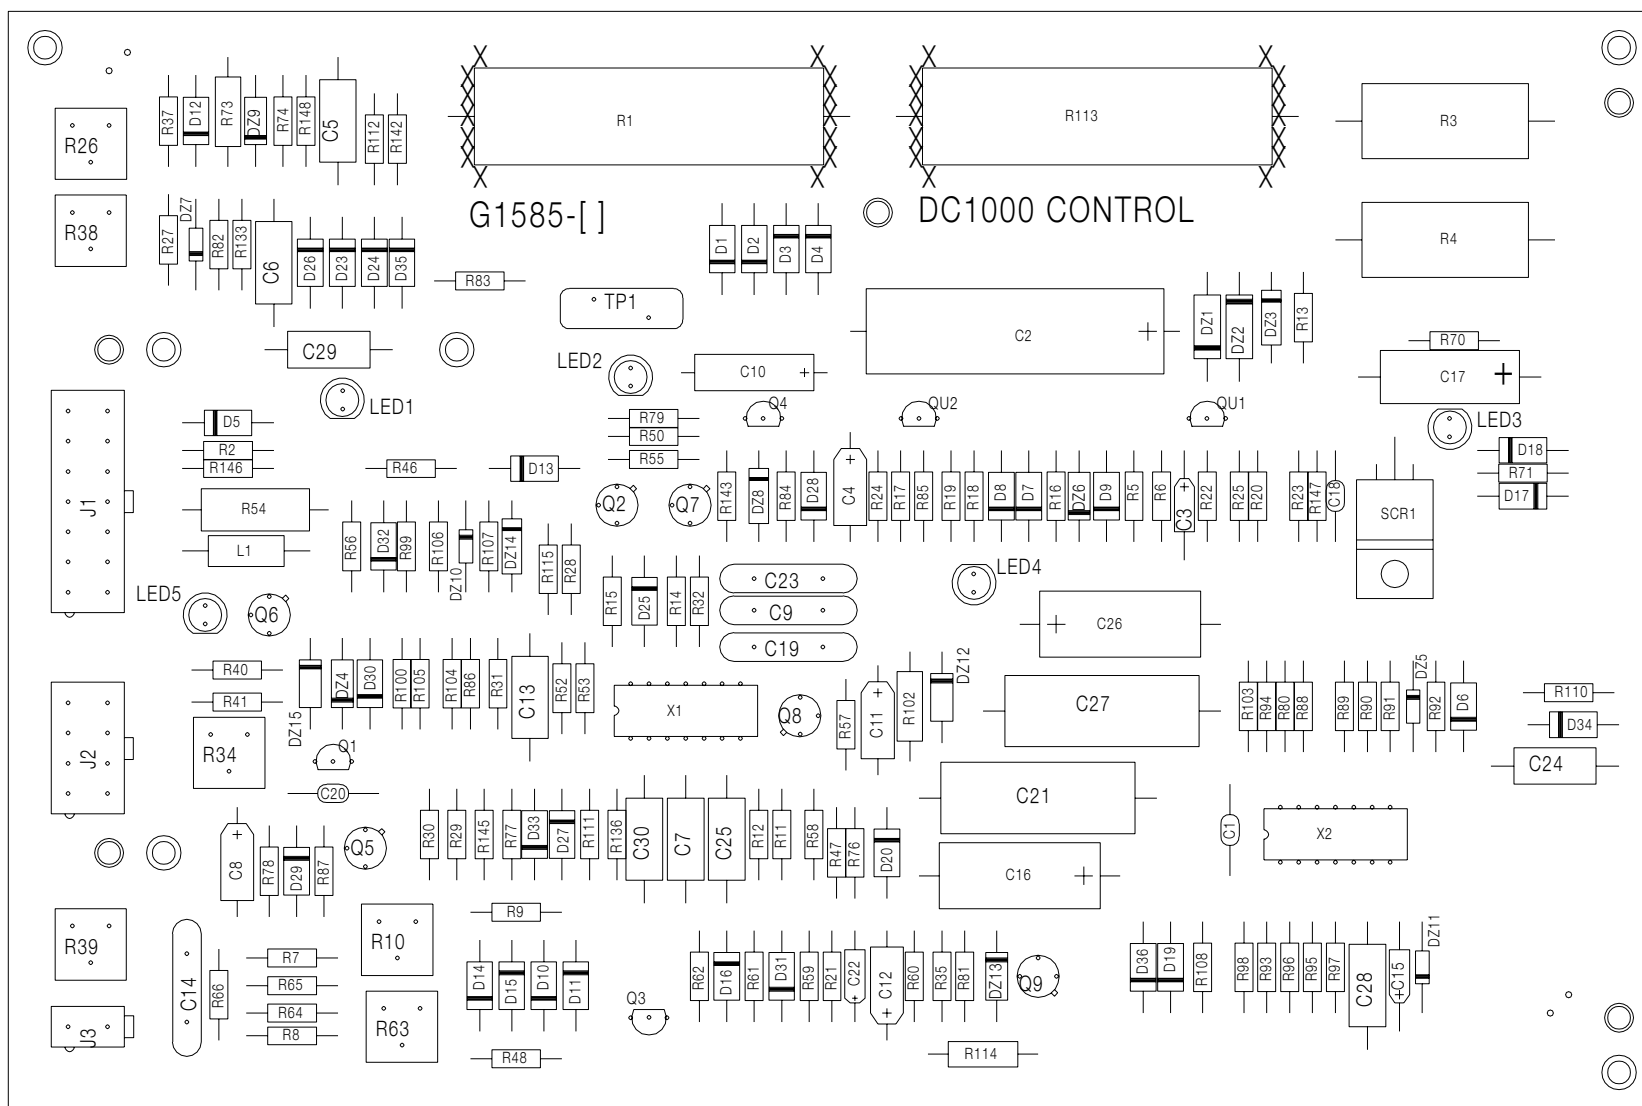 R37
D12
R73
DZ9
R74
R148
C5
R112
R142
R1
R113
R3
R26
R38
R27
DZ7
R82
R133
C6
D26
D23
D24
D35
R83
G1585-[ ]
DC1000 CONTROL
D1
D2
D3
D4
R4
TP1
C2
DZ1
DZ2
DZ3
R13
C29
LED2
C10
R70
C17
LED1
Q4
QU2
QU1
LED3
D5
R2
R146
R46
D13
R79
R50
R55
D18
R71
D17
J1
R54
L1
Q2
Q7
R143
DZ8
R84
D28
C4
R24
R17
R85
R19
R18
D8
D7
R16
DZ6
D9
R5
R6
C3
R22
R25
R20
R23
R147
C18
SCR1
R56
D32
R99
R106
DZ10
R107
DZ14
R115
R28
LED5
Q6
R15
D25
R14
R32
C23
C9
C19
LED4
C26
R40
R41
DZ15
DZ4
D30
R100
R105
R104
R86
R31
C13
R52
R53
X1
Q8
R57
C11
R102
DZ12
C27
R103
R94
R80
R88
R89
R90
R91
DZ5
R92
D6
R110
D34
C24
J2
R34
Q1
C20
C21
C8
R78
D29
R87
Q5
R30
R29
R145
R77
D33
D27
R111
R136
C30
C7
C25
R12
R11
R58
R47
R76
D20
C16
C1
X2
R39
C14
R66
R7
R65
R64
R8
R10
R63
R9
D14
D15
D10
D11
R48
Q3
R62
D16
R61
D31
R59
R21
C22
C12
R60
R35
R81
DZ13
Q9
R114
D36
D19
R108
R98
R93
R96
R95
R97
C28
C15
DZ11
J3